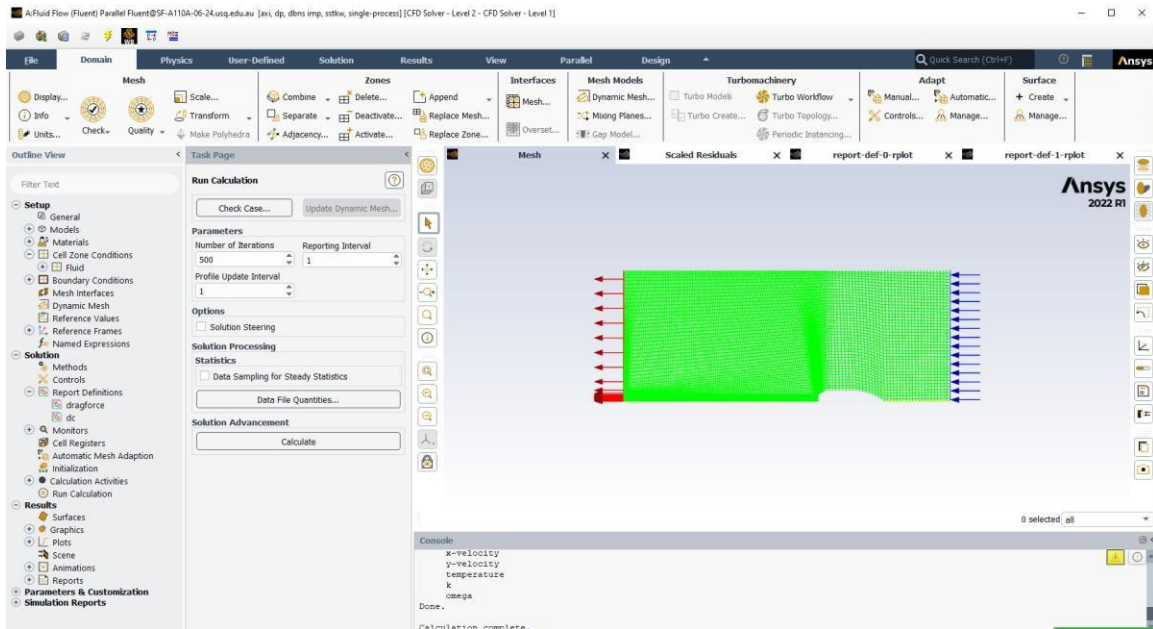 A:Fluid Flow (Fluent) Parallel Fluent@SF-A110A-06-24.usq.edu.au [axi, dp, dbns imp, sstkw, single-process] [CFD Solver - Level 2 - CFD Solver - Level 1]
File Domain Physics User-Defined Solution Results View Parallel Design Quick Search (Ctrl+F) Ansys
Mesh Zones Interfaces Mesh Models Turbomachinery Adapt Surface
Display... Scale... Combine Delete... Append Mesh... Dynamic Mesh... Turbo Models Turbo Workflow Manual... Automatic... + Create
Info Check Quality Transform Separate Deactivate... Replace Mesh... Mixing Planes... Turbo Create... Turbo Topology... Controls... Manage... Manage...
Units... Make Polyhedra Adjacency... Activate... Replace Zone... Overset... Gap Model... Periodic Instancing...
Outline View
Filter Text
Setup
General
Models
Materials
Cell Zone Conditions
Fluid
Boundary Conditions
Mesh Interfaces
Dynamic Mesh
Reference Values
Reference Frames
Named Expressions
Solution
Methods
Controls
Report Definitions
dragforce
dc
Monitors
Cell Registers
Automatic Mesh Adaption
Initialization
Calculation Activities
Run Calculation
Results
Surfaces
Graphics
Plots
Scene
Animations
Reports
Parameters & Customization
Simulation Reports
Task Page
Run Calculation
Check Case... Update Dynamic Mesh...
Parameters
Number of Iterations Reporting Interval
500 1
Profile Update Interval
1
Options
Solution Steering
Solution Processing
Statistics
Data Sampling for Steady Statistics
Data File Quantities...
Solution Advancement
Calculate
Mesh Scaled Residuals report-def-0-rplot report-def-1-rplot
Ansys
2022 R1
0 selected all
Console
x-velocity
y-velocity
temperature
k
omega
Done.
Calculation complete.